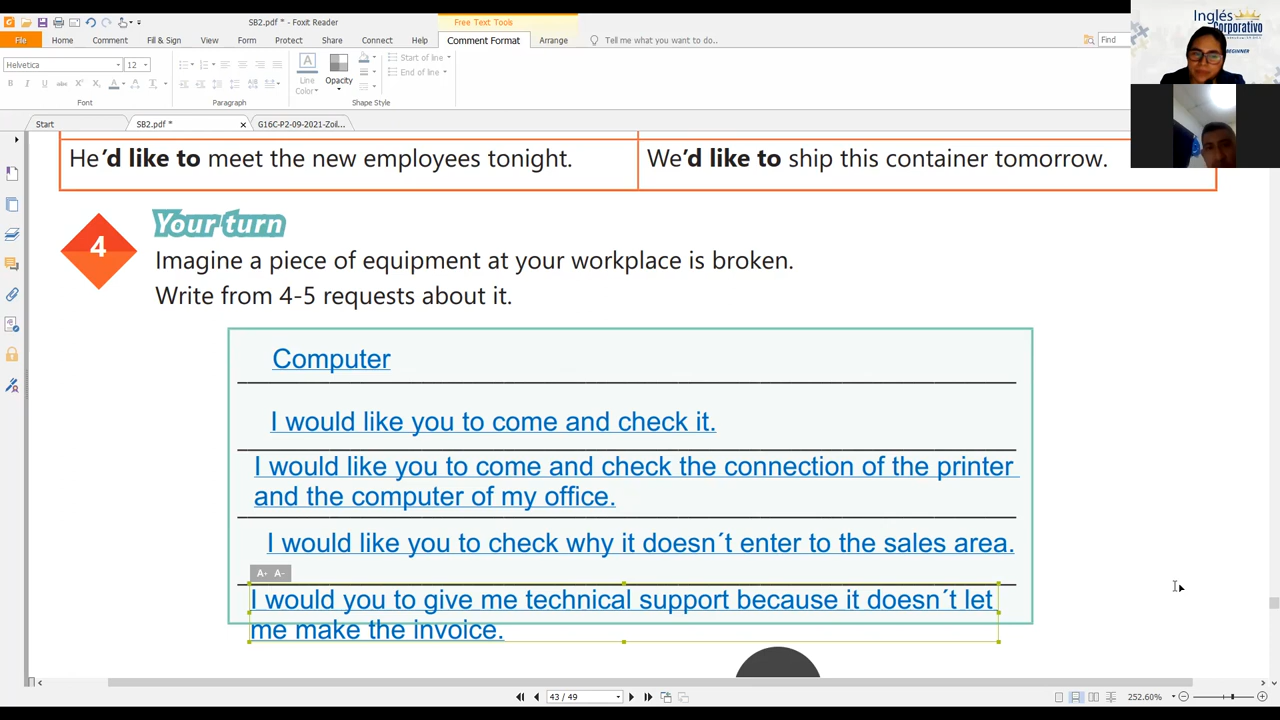 SB2.pdf * - Foxit Reader
Free Text Tools
File Home Comment Fill & Sign View Form Protect Share Connect Help Comment Format Arrange Tell me what you want to do.. Find
Helvetica 12
Line Color Opacity
Start of line
End of line
Font Paragraph Shape Style
Start SB2.pdf * G16C-P2-09-2021-Zoil...
Inglés
Corporativo
BEGINNER
He'd like to meet the new employees tonight. We'd like to ship this container tomorrow.
4
Your turn
Imagine a piece of equipment at your workplace is broken.
Write from 4-5 requests about it.
Computer
I would like you to come and check it.
I would like you to come and check the connection of the printer
and the computer of my office.
I would like you to check why it doesn´t enter to the sales area.
A+ A-
I would you to give me technical support because it doesn´t let
me make the invoice.
43 / 49
252.60%